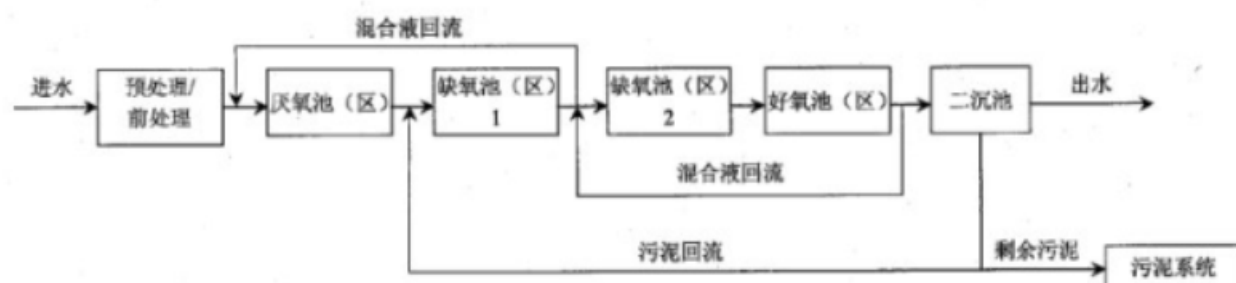 混合液回流
进水
预处理/
前处理
厌氧池（区）
缺氧池（区）
1
缺氧池（区）
2
好氧池（区）
二沉池
出水
混合液回流
污泥回流
剩余污泥
污泥系统